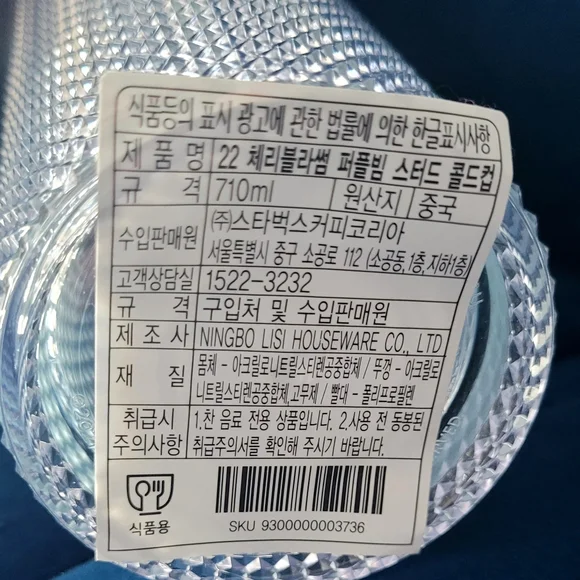 식품등의 표시 광고에 관한 법률에 의한 한글표시사항
제 품 명 22 체리블라썸 퍼플빔 스터드 콜드컵
규 격 710ml 원산지 중국
수입판매원 (주)스타벅스커피코리아
서울특별시 중구 소공로 112 (소공동,1층,지하1층)
고객상담실 1522-3232
규 격 구입처 및 수입판매원
제 조 사 NINGBO LISI HOUSEWARE CO., LTD
재 질 몸체 - 아크릴로니트릴스티렌공중합체 / 뚜껑 - 아크릴로
니트릴스티렌공중합체,고무제 / 빨대 - 폴리프로필렌
취급시 1.찬 음료 전용 상품입니다. 2.사용 전 동봉된
주의사항 취급주의서를 확인해 주시기 바랍니다.
식품용
SKU 9300000003736